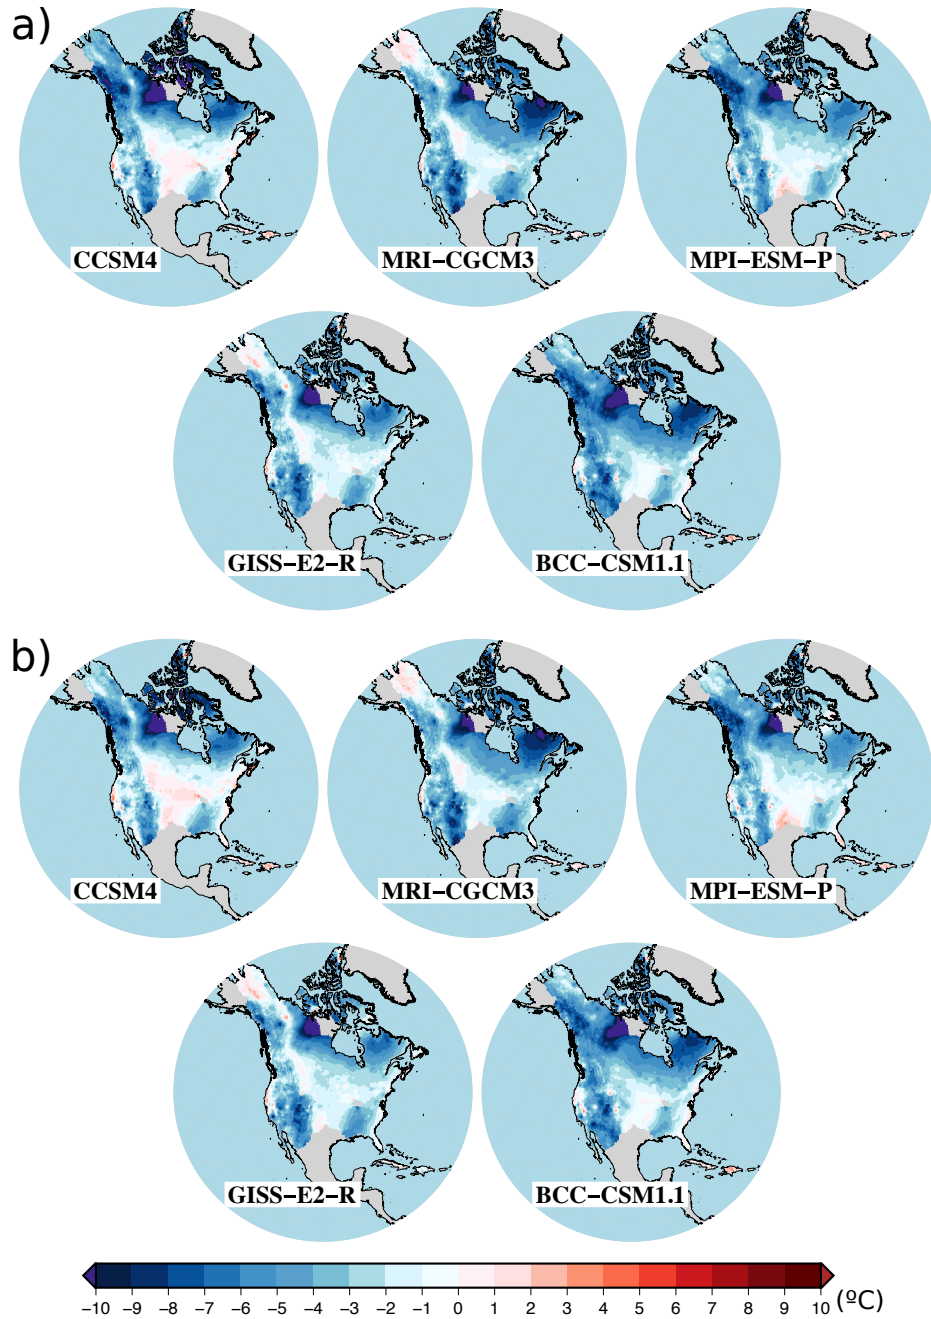 a)
CCSM4 MRI−CGCM3 MPI−ESM−P
GISS−E2−R BCC−CSM1.1
b)
CCSM4 MRI−CGCM3 MPI−ESM−P
GISS−E2−R BCC−CSM1.1
−10 −9 −8 −7 −6 −5 −4 −3 −2 −1 0 1 2 3 4 5 6 7 8 9 10 (ºC)